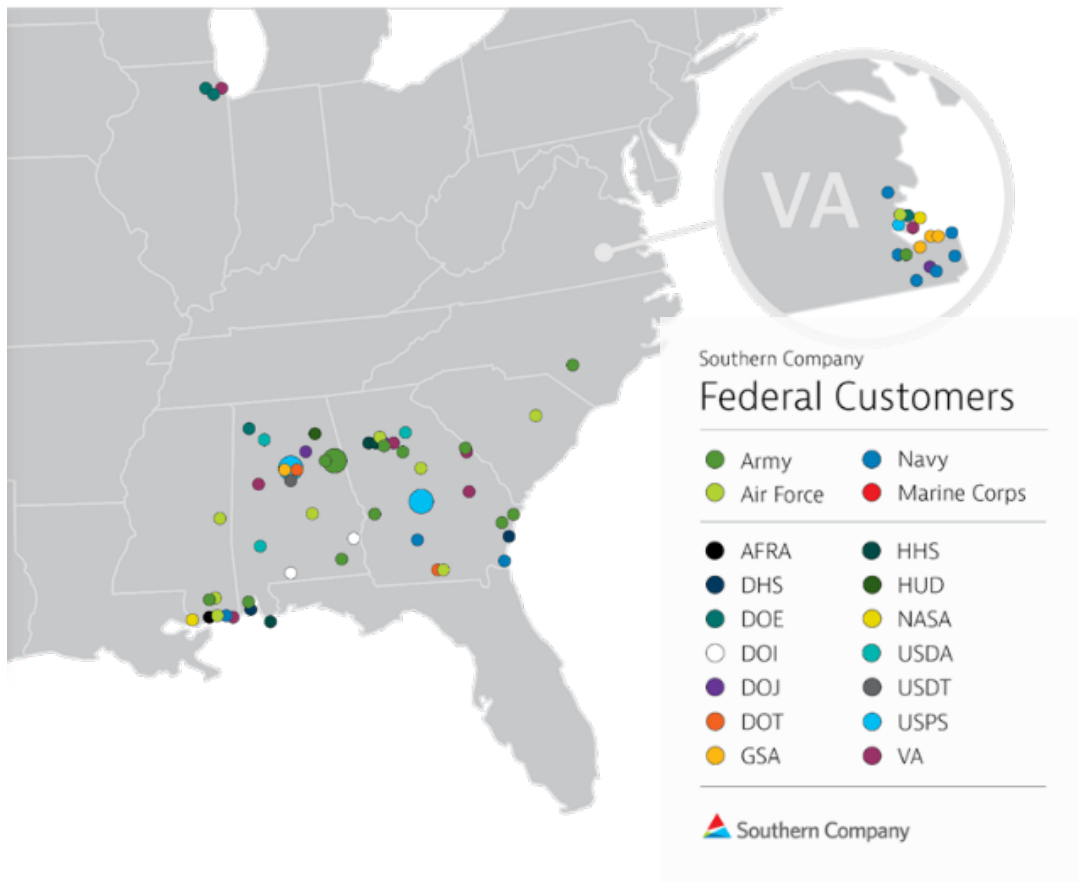 VA
Southern Company
Federal Customers
Army
Navy
Air Force
Marine Corps
AFRA
HHS
DHS
HUD
DOE
NASA
DOI
USDA
DOJ
USDT
DOT
USPS
GSA
VA
Southern Company